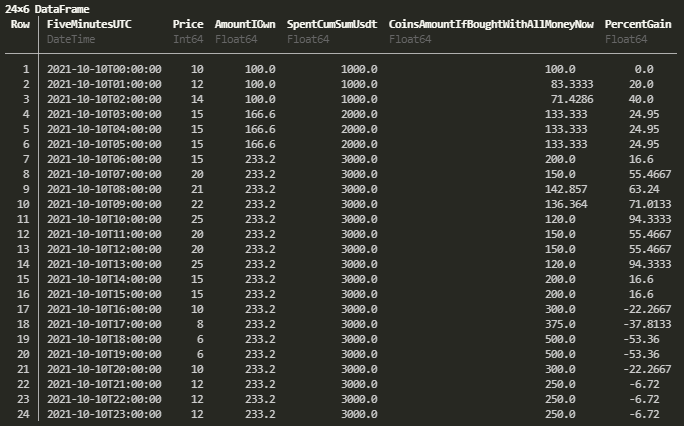 24×6 DataFrame
Row FiveMinutesUTC Price AmountIOwn SpentCumSumUsdt CoinsAmountIfBoughtWithAllMoneyNow PercentGain
DateTime Int64 Float64 Float64 Float64 Float64
1 2021-10-10T00:00:00 10 100.0 1000.0 100.0 0.0
2 2021-10-10T01:00:00 12 100.0 1000.0 83.3333 20.0
3 2021-10-10T02:00:00 14 100.0 1000.0 71.4286 40.0
4 2021-10-10T03:00:00 15 166.6 2000.0 133.333 24.95
5 2021-10-10T04:00:00 15 166.6 2000.0 133.333 24.95
6 2021-10-10T05:00:00 15 166.6 2000.0 133.333 24.95
7 2021-10-10T06:00:00 15 233.2 3000.0 200.0 16.6
8 2021-10-10T07:00:00 20 233.2 3000.0 150.0 55.4667
9 2021-10-10T08:00:00 21 233.2 3000.0 142.857 63.24
10 2021-10-10T09:00:00 22 233.2 3000.0 136.364 71.0133
11 2021-10-10T10:00:00 25 233.2 3000.0 120.0 94.3333
12 2021-10-10T11:00:00 20 233.2 3000.0 150.0 55.4667
13 2021-10-10T12:00:00 20 233.2 3000.0 150.0 55.4667
14 2021-10-10T13:00:00 25 233.2 3000.0 120.0 94.3333
15 2021-10-10T14:00:00 15 233.2 3000.0 200.0 16.6
16 2021-10-10T15:00:00 15 233.2 3000.0 200.0 16.6
17 2021-10-10T16:00:00 10 233.2 3000.0 300.0 -22.2667
18 2021-10-10T17:00:00 8 233.2 3000.0 375.0 -37.8133
19 2021-10-10T18:00:00 6 233.2 3000.0 500.0 -53.36
20 2021-10-10T19:00:00 6 233.2 3000.0 500.0 -53.36
21 2021-10-10T20:00:00 10 233.2 3000.0 300.0 -22.2667
22 2021-10-10T21:00:00 12 233.2 3000.0 250.0 -6.72
23 2021-10-10T22:00:00 12 233.2 3000.0 250.0 -6.72
24 2021-10-10T23:00:00 12 233.2 3000.0 250.0 -6.72